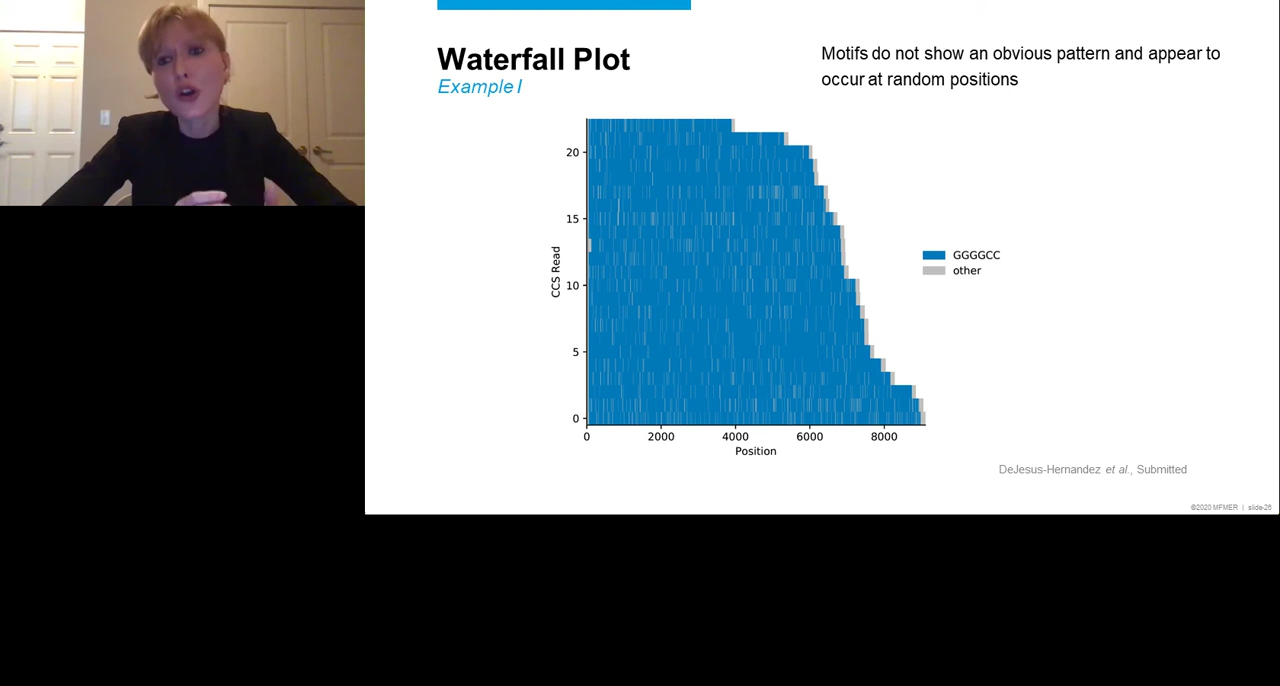 Waterfall Plot
Example I
Motifs do not show an obvious pattern and appear to
occur at random positions
20
15
10
5
0
CCS Read
0 2000 4000 6000 8000
Position
GGGGCC
other
DeJesus-Hernandez et al., Submitted
©2020 MFMER | slide-26